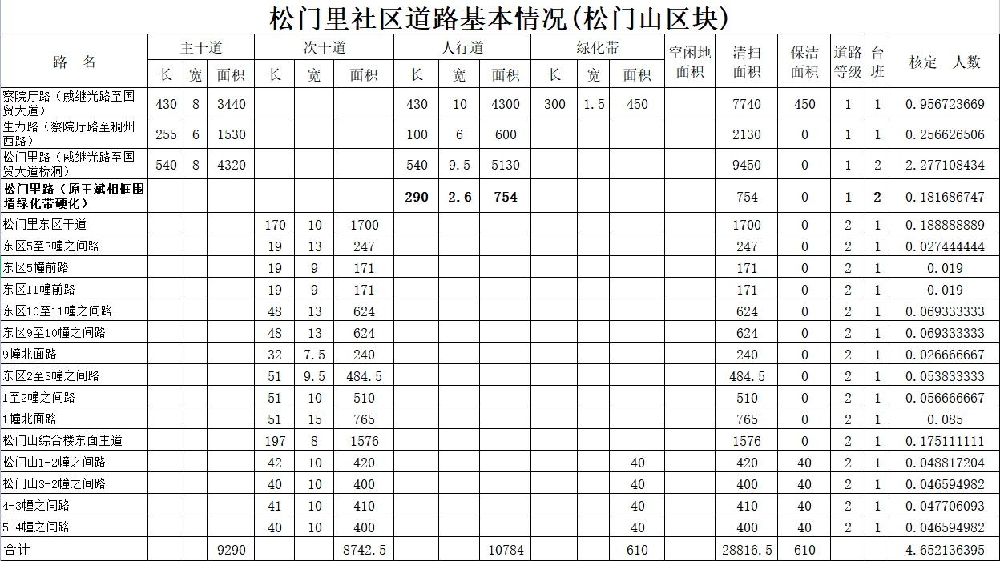 松门里社区道路基本情况(松门山区块)
路 名 主干道 次干道 人行道 绿化带 空闲地面积 清扫面积 保洁面积 道路等级 台班 核定 人数
长 宽 面积 长 宽 面积 长 宽 面积 长 宽 面积
察院厅路（戚继光路至国贸大道） 430 8 3440 430 10 4300 300 1.5 450 7740 450 1 1 0.956723669
生力路（察院厅路至稠州西路） 255 6 1530 100 6 600 2130 0 1 1 0.256626506
松门里路（戚继光路至国贸大道桥洞） 540 8 4320 540 9.5 5130 9450 0 1 2 2.277108434
松门里路（原王斌相框围墙绿化带硬化） 290 2.6 754 754 0 1 2 0.181686747
松门里东区干道 170 10 1700 1700 0 2 1 0.188888889
东区5至3幢之间路 19 13 247 247 0 2 1 0.027444444
东区5幢前路 19 9 171 171 0 2 1 0.019
东区11幢前路 19 9 171 171 0 2 1 0.019
东区10至11幢之间路 48 13 624 624 0 2 1 0.069333333
东区9至10幢之间路 48 13 624 624 0 2 1 0.069333333
9幢北面路 32 7.5 240 240 0 2 1 0.026666667
东区2至3幢之间路 51 9.5 484.5 484.5 0 2 1 0.053833333
1至2幢之间路 51 10 510 510 0 2 1 0.056666667
1幢北面路 51 15 765 765 0 2 1 0.085
松门山综合楼东面主道 197 8 1576 1576 0 2 1 0.175111111
松门山1-2幢之间路 42 10 420 40 420 40 2 1 0.048817204
松门山3-2幢之间路 40 10 400 40 400 40 2 1 0.046594982
4-3幢之间路 41 10 410 40 410 40 2 1 0.047706093
5-4幢之间路 40 10 400 40 400 40 2 1 0.046594982
合计 9290 8742.5 10784 610 28816.5 610 4.652136395